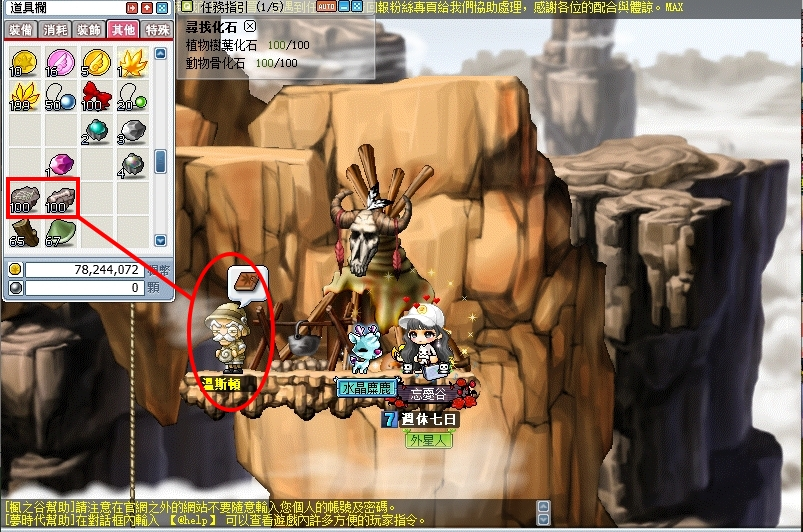 道具欄
裝備 消耗 裝飾 其他 特殊
18 16 5 1
199 50 100 20
2 3
1 4
100 100
65 67
78,244,072 楓幣
0 顆
任務指引 (1/5) AUTO
回報粉絲專頁給我們協助處理，感謝各位的配合與體諒。MAX
尋找化石
植物樹葉化石 100/100
動物骨化石 100/100
溫斯頓
水晶麋鹿
忘憂谷
7 週休七日
外星人
[楓之谷幫助]請注意在官網之外的網站不要隨意輸入您個人的帳號及密碼。
[夢時代幫助]在對話框內輸入 【@help】 可以查看遊戲內許多方便的玩家指令。